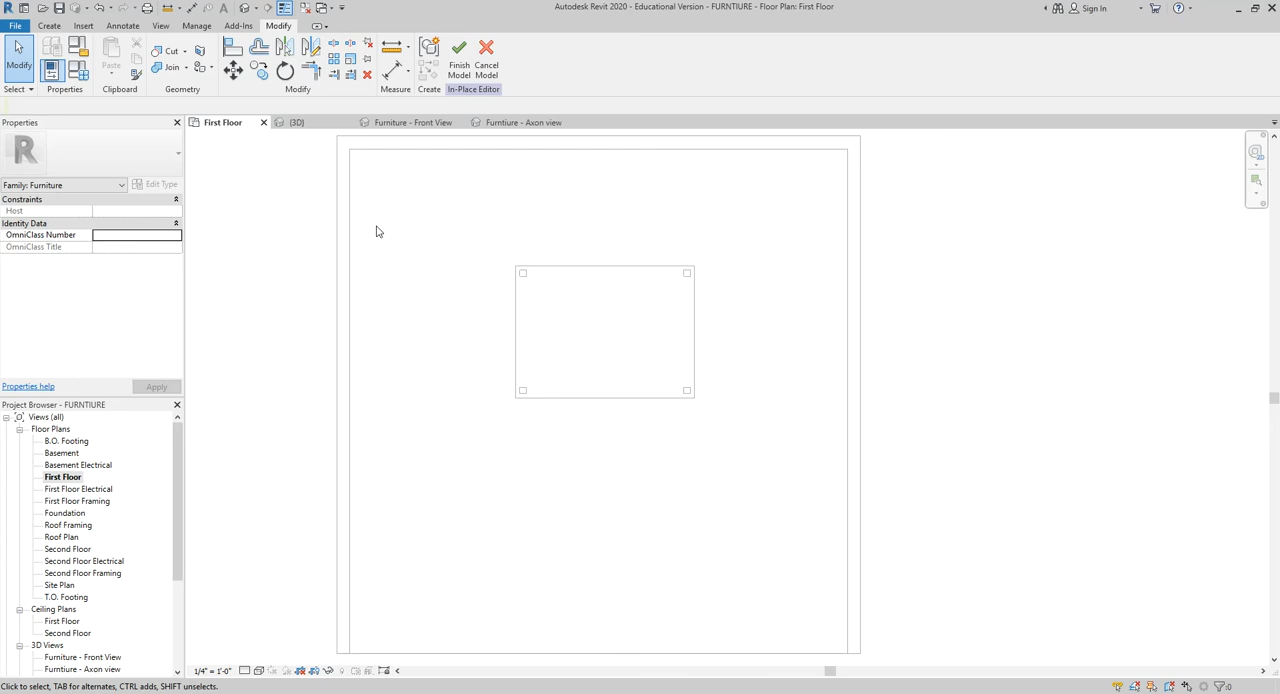 Autodesk Revit 2020 - Educational Version - FURNTIURE - Floor Plan: First Floor
Sign In
File Create Insert Annotate View Manage Add-Ins Modify
Modify
Paste
Cut
Join
Finish Model
Cancel Model
Select Properties Clipboard Geometry Modify Measure Create In-Place Editor
Properties
First Floor
{3D}
Furniture - Front View
Furntiure - Axon view
Family: Furniture
Edit Type
Constraints
Host
Identity Data
OmniClass Number
OmniClass Title
Properties help
Apply
Project Browser - FURNTIURE
Views (all)
Floor Plans
B.O. Footing
Basement
Basement Electrical
First Floor
First Floor Electrical
First Floor Framing
Foundation
Roof Framing
Roof Plan
Second Floor
Second Floor Electrical
Second Floor Framing
Site Plan
T.O. Footing
Ceiling Plans
First Floor
Second Floor
3D Views
Furniture - Front View
Furntiure - Axon view
1/4" = 1'-0"
Click to select, TAB for alternates, CTRL adds, SHIFT unselects.
:0